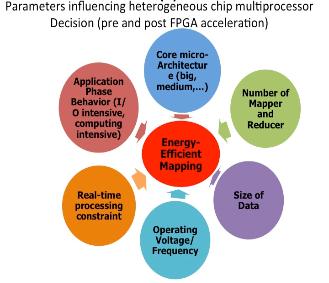 Parameters influencing heterogeneous chip multiprocessor
Decision (pre and post FPGA acceleration)
Core micro-
Architectur
e (big,
medium,...)
Application
Phase
Behavior (I/
O intensive,
computing
intensive)
Number of
Mapper
and
Reducer
Energy-
Efficient
Mapping
Real-time
processing
constraint
Size of
Data
Operating
Voltage/
Frequency